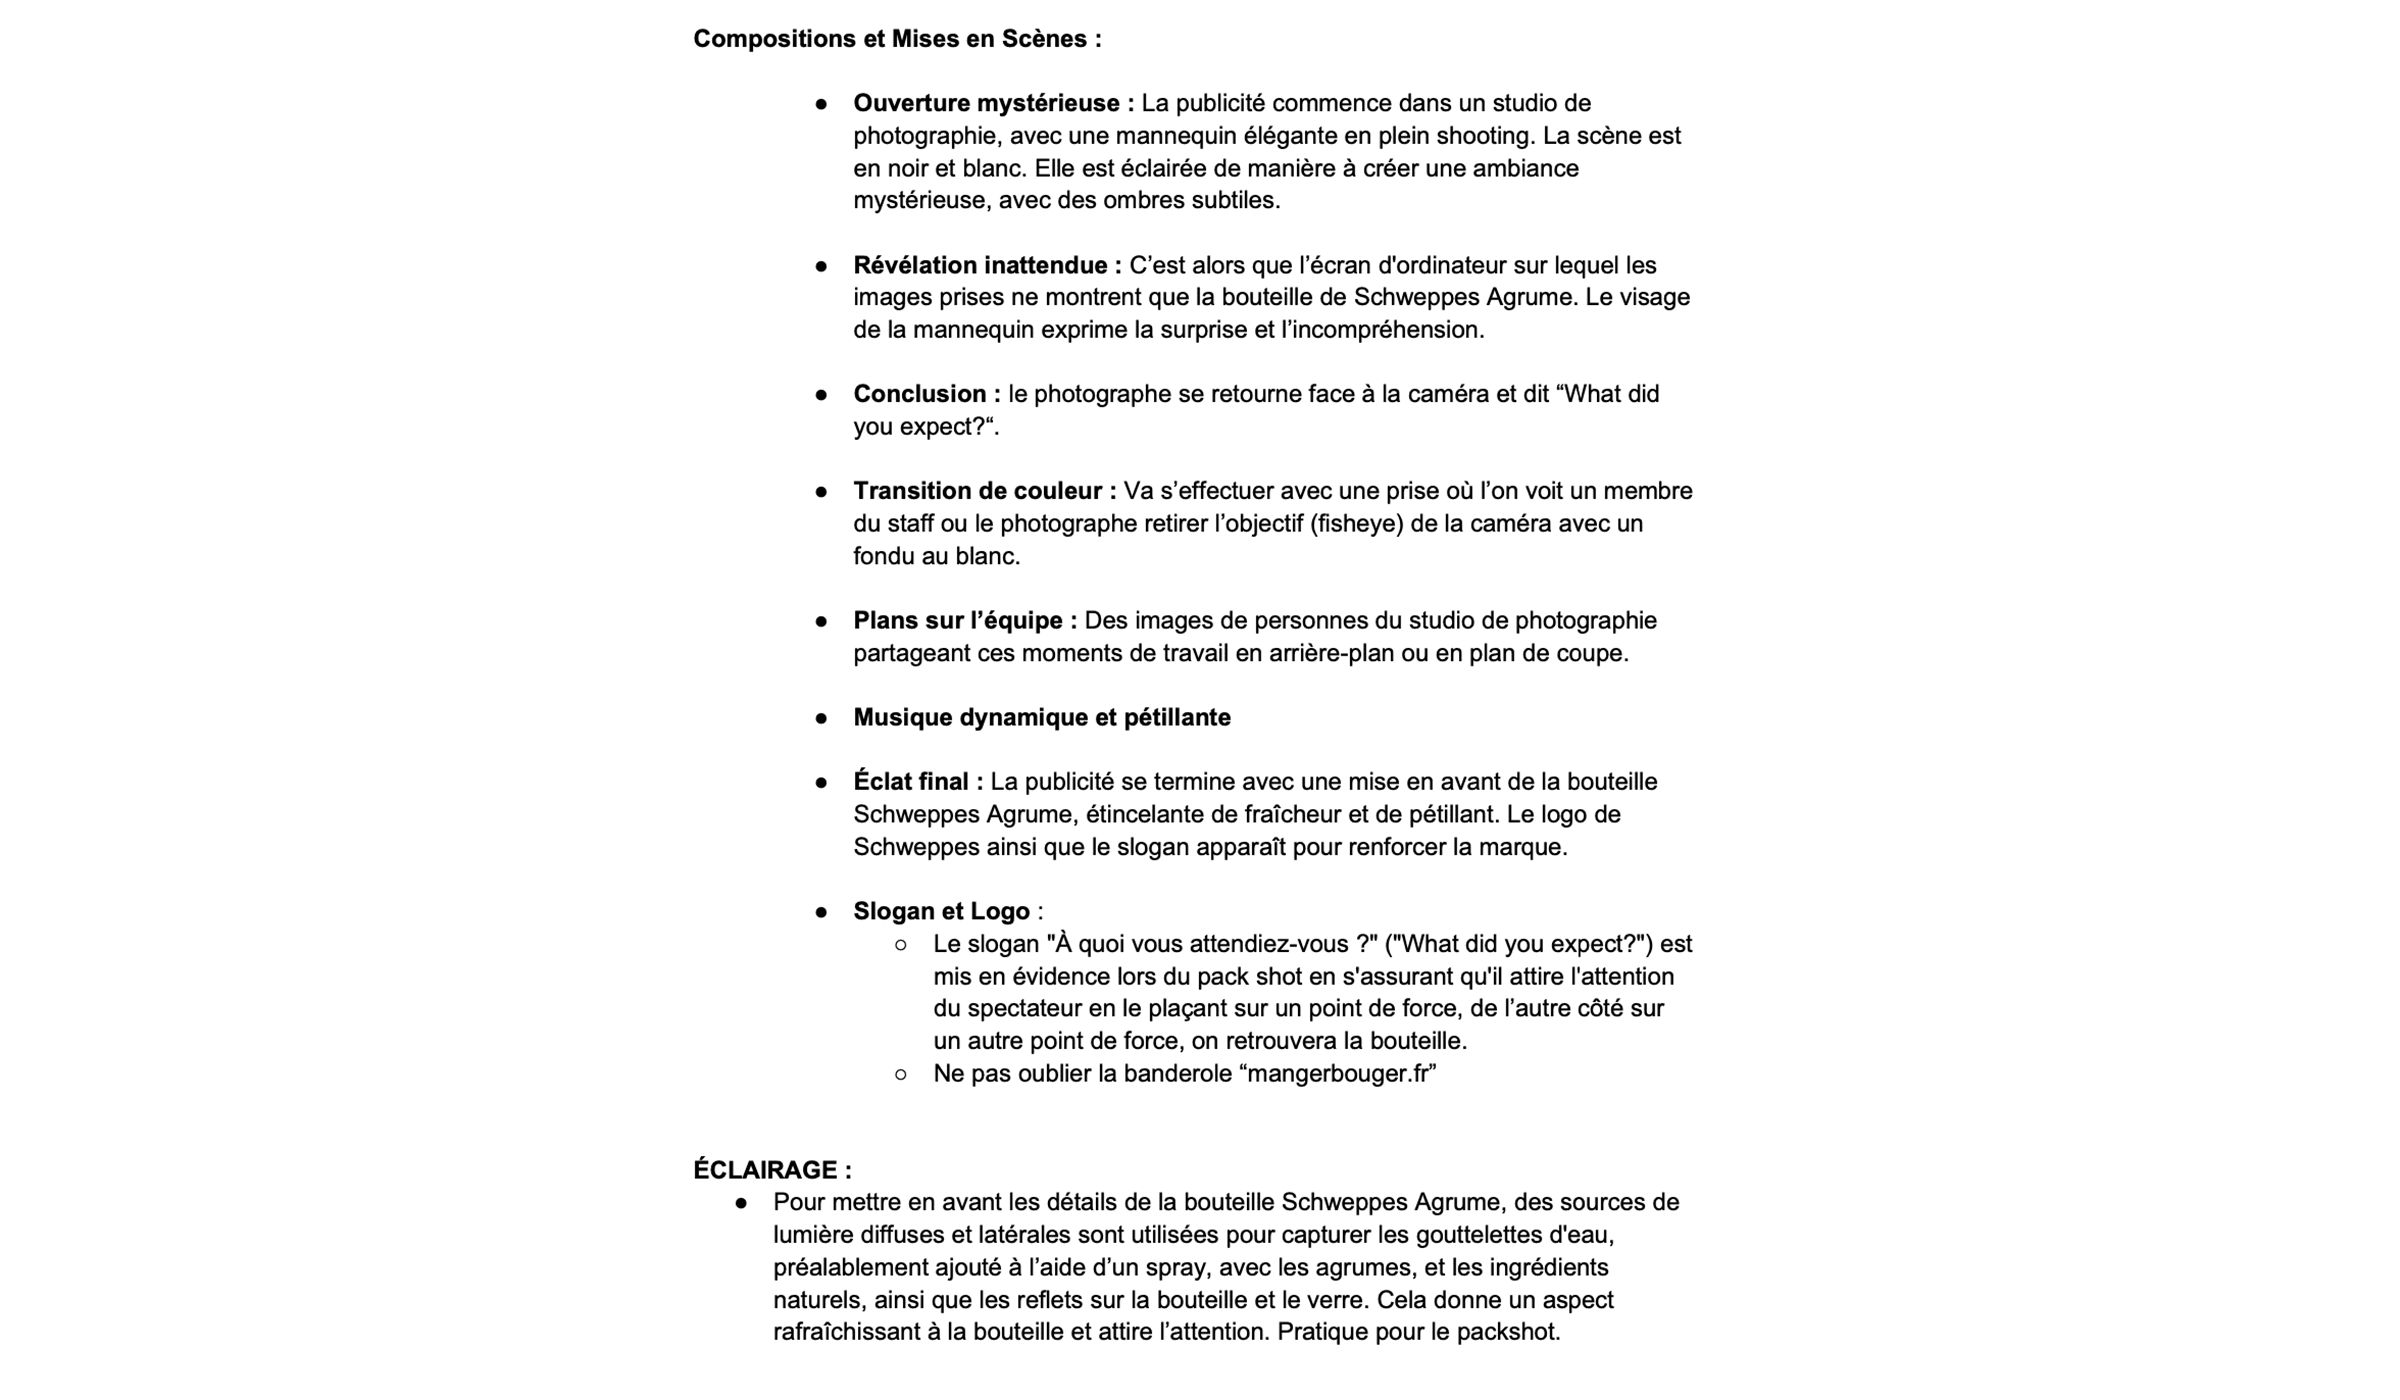 Compositions et Mises en Scènes :
● Ouverture mystérieuse : La publicité commence dans un studio de
photographie, avec une mannequin élégante en plein shooting. La scène est
en noir et blanc. Elle est éclairée de manière à créer une ambiance
mystérieuse, avec des ombres subtiles.
● Révélation inattendue : C’est alors que l’écran d'ordinateur sur lequel les
images prises ne montrent que la bouteille de Schweppes Agrume. Le visage
de la mannequin exprime la surprise et l’incompréhension.
● Conclusion : le photographe se retourne face à la caméra et dit “What did
you expect?“.
● Transition de couleur : Va s’effectuer avec une prise où l’on voit un membre
du staff ou le photographe retirer l’objectif (fisheye) de la caméra avec un
fondu au blanc.
● Plans sur l’équipe : Des images de personnes du studio de photographie
partageant ces moments de travail en arrière-plan ou en plan de coupe.
● Musique dynamique et pétillante
● Éclat final : La publicité se termine avec une mise en avant de la bouteille
Schweppes Agrume, étincelante de fraîcheur et de pétillant. Le logo de
Schweppes ainsi que le slogan apparaît pour renforcer la marque.
● Slogan et Logo :
○ Le slogan "À quoi vous attendiez-vous ?" ("What did you expect?") est
mis en évidence lors du pack shot en s'assurant qu'il attire l'attention
du spectateur en le plaçant sur un point de force, de l’autre côté sur
un autre point de force, on retrouvera la bouteille.
○ Ne pas oublier la banderole “mangerbouger.fr”
ÉCLAIRAGE :
● Pour mettre en avant les détails de la bouteille Schweppes Agrume, des sources de
lumière diffuses et latérales sont utilisées pour capturer les gouttelettes d'eau,
préalablement ajouté à l’aide d’un spray, avec les agrumes, et les ingrédients
naturels, ainsi que les reflets sur la bouteille et le verre. Cela donne un aspect
rafraîchissant à la bouteille et attire l’attention. Pratique pour le packshot.